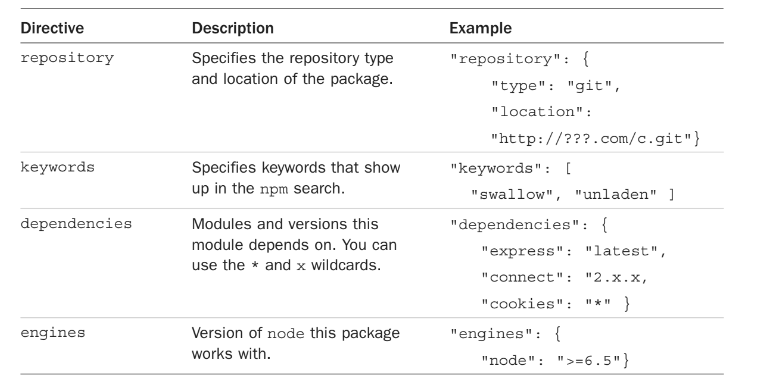 Directive Description Example
repository Specifies the repository type "repository": {
and location of the package. "type": "git",
"location":
"http://???.com/c.git"}
keywords Specifies keywords that show "keywords": [
up in the npm search. "swallow", "unladen" ]
dependencies Modules and versions this "dependencies": {
module depends on. You can "express": "latest",
use the * and x wildcards. "connect": "2.x.x,
"cookies": "*" }
engines Version of node this package "engines": {
works with. "node": ">=6.5"}